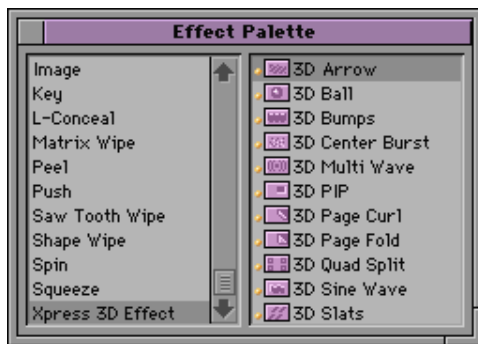 Effect Palette
Image
Key
L-Conceal
Matrix Wipe
Peel
Push
Saw Tooth Wipe
Shape Wipe
Spin
Squeeze
Xpress 3D Effect
3D Arrow
3D Ball
3D Bumps
3D Center Burst
3D Multi Wave
3D PIP
3D Page Curl
3D Page Fold
3D Quad Split
3D Sine Wave
3D Slats